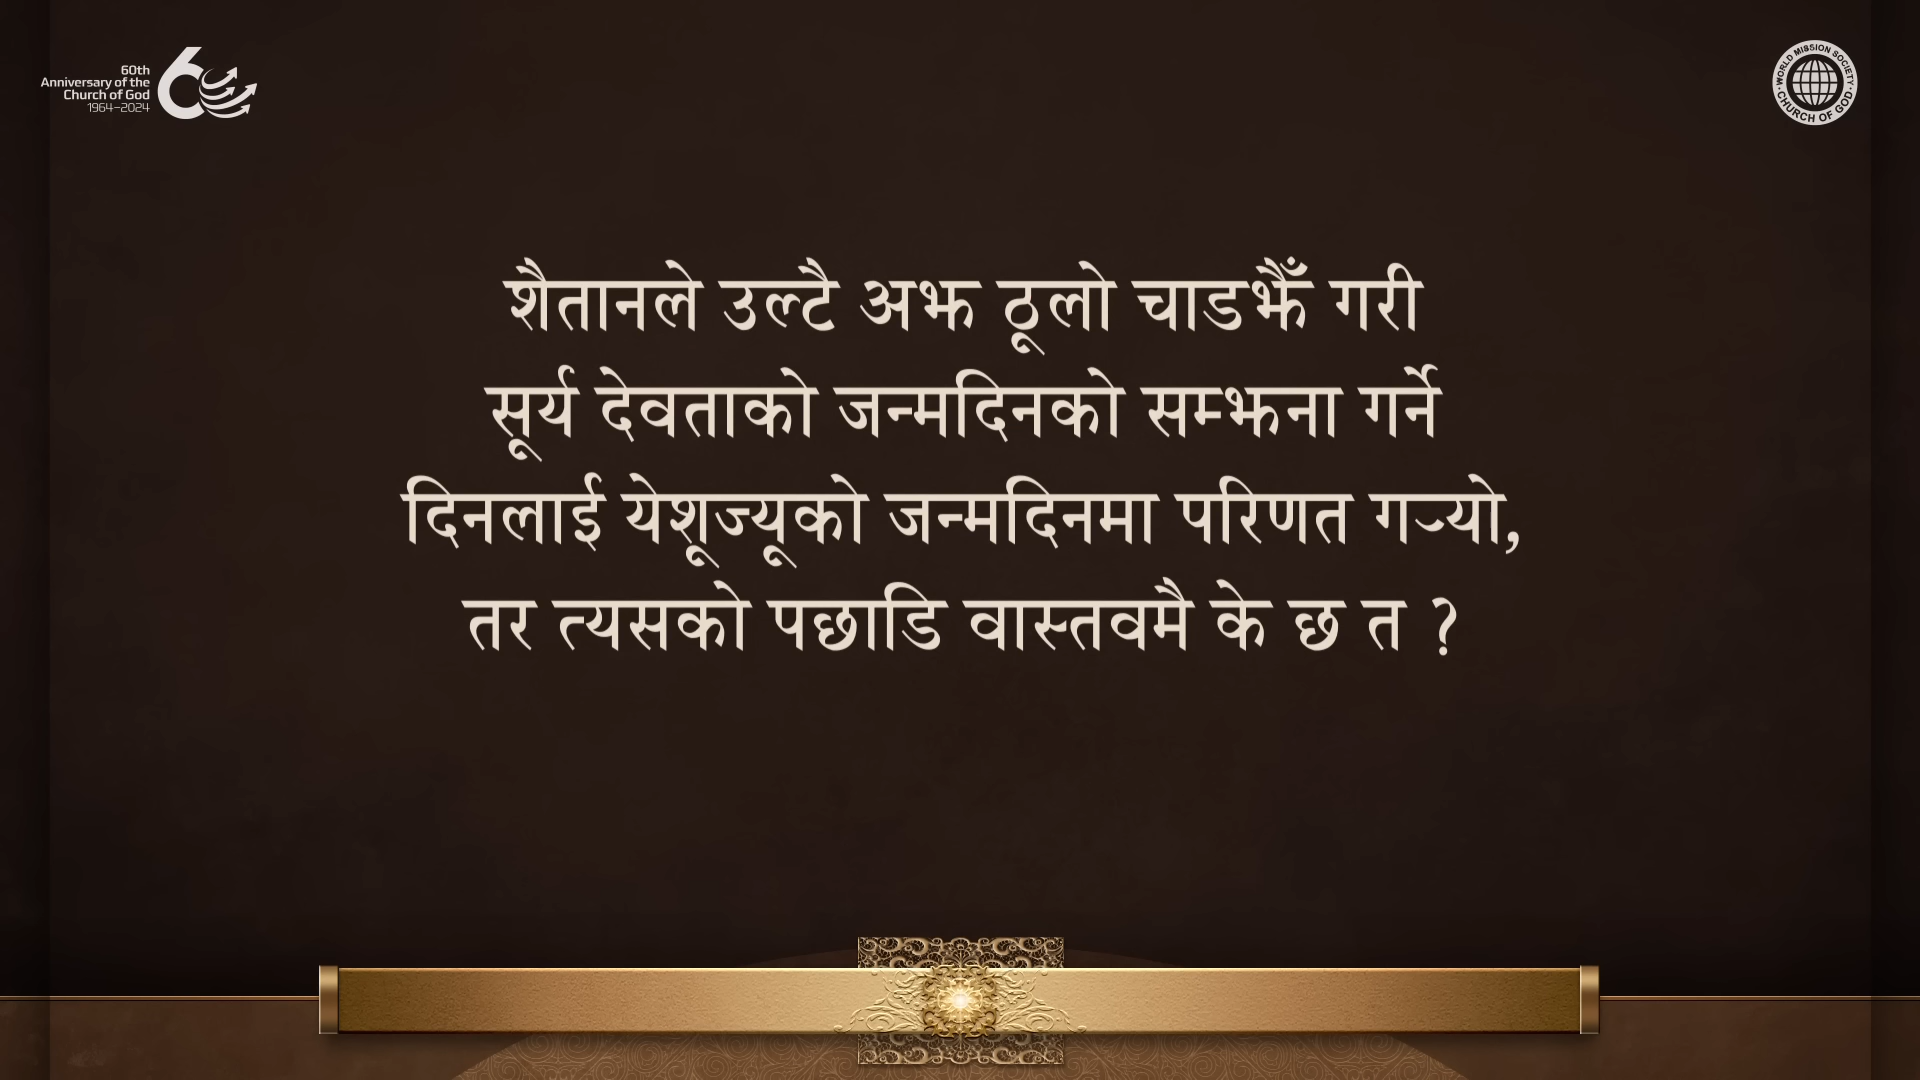 60th
Anniversary of the
Church of God
1964–2024
WORLD MISSION SOCIETY
CHURCH OF GOD
शैतानले उल्टै अझ ठूलो चाडझैँ गरी
सूर्य देवताको जन्मदिनको सम्झना गर्ने
दिनलाई येशूज्यूको जन्मदिनमा परिणत गऱ्यो,
तर त्यसको पछाडि वास्तवमै के छ त ?